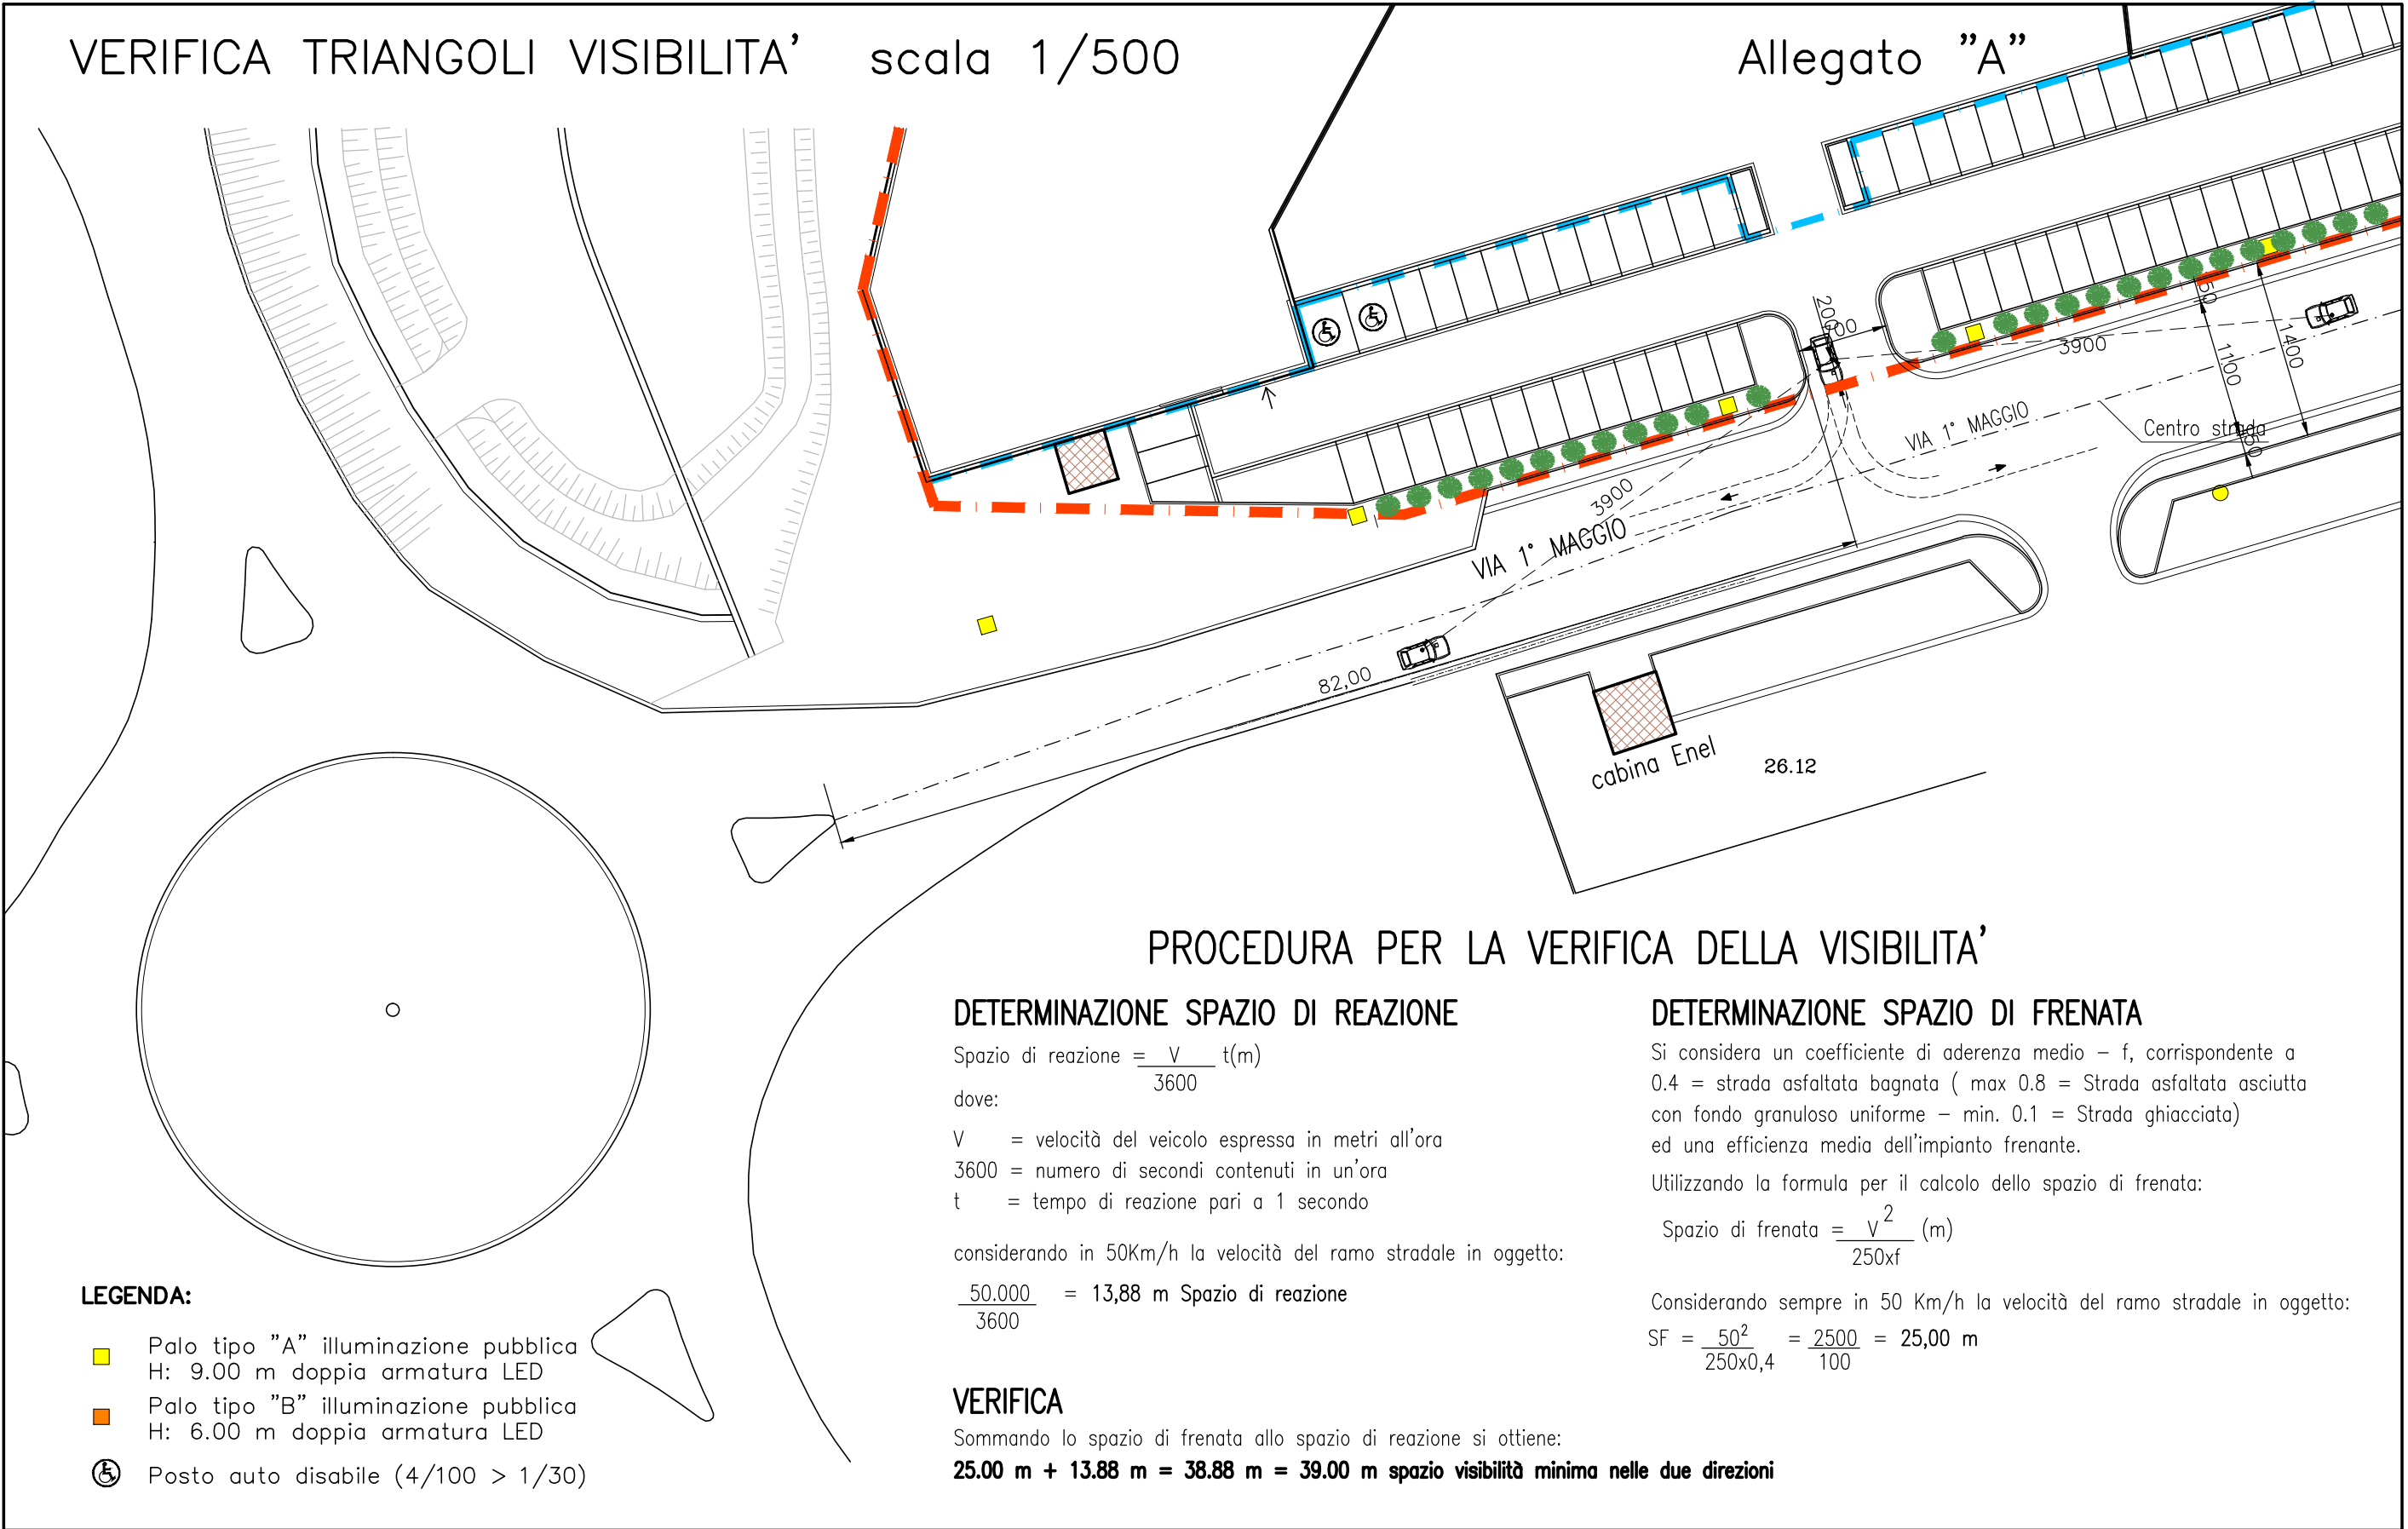 VERIFICA TRIANGOLI VISIBILITA' scala 1/500
Allegato "A"
200
3900
50
1100
1400
VIA 1° MAGGIO
Centro strada
3900
VIA 1° MAGGIO
82,00
cabina Enel
26.12
PROCEDURA PER LA VERIFICA DELLA VISIBILITA'
DETERMINAZIONE SPAZIO DI REAZIONE
Spazio di reazione = V t(m)
3600
dove:
V = velocità del veicolo espressa in metri all'ora
3600 = numero di secondi contenuti in un'ora
t = tempo di reazione pari a 1 secondo
considerando in 50Km/h la velocità del ramo stradale in oggetto:
50.000 = 13,88 m Spazio di reazione
3600
DETERMINAZIONE SPAZIO DI FRENATA
Si considera un coefficiente di aderenza medio – f, corrispondente a
0.4 = strada asfaltata bagnata ( max 0.8 = Strada asfaltata asciutta
con fondo granuloso uniforme – min. 0.1 = Strada ghiacciata)
ed una efficienza media dell'impianto frenante.
Utilizzando la formula per il calcolo dello spazio di frenata:
Spazio di frenata = V² (m)
250xf
Considerando sempre in 50 Km/h la velocità del ramo stradale in oggetto:
SF = 50² = 2500 = 25,00 m
250x0,4 100
VERIFICA
Sommando lo spazio di frenata allo spazio di reazione si ottiene:
25.00 m + 13.88 m = 38.88 m = 39.00 m spazio visibilità minima nelle due direzioni
LEGENDA:
Palo tipo "A" illuminazione pubblica
H: 9.00 m doppia armatura LED
Palo tipo "B" illuminazione pubblica
H: 6.00 m doppia armatura LED
Posto auto disabile (4/100 > 1/30)